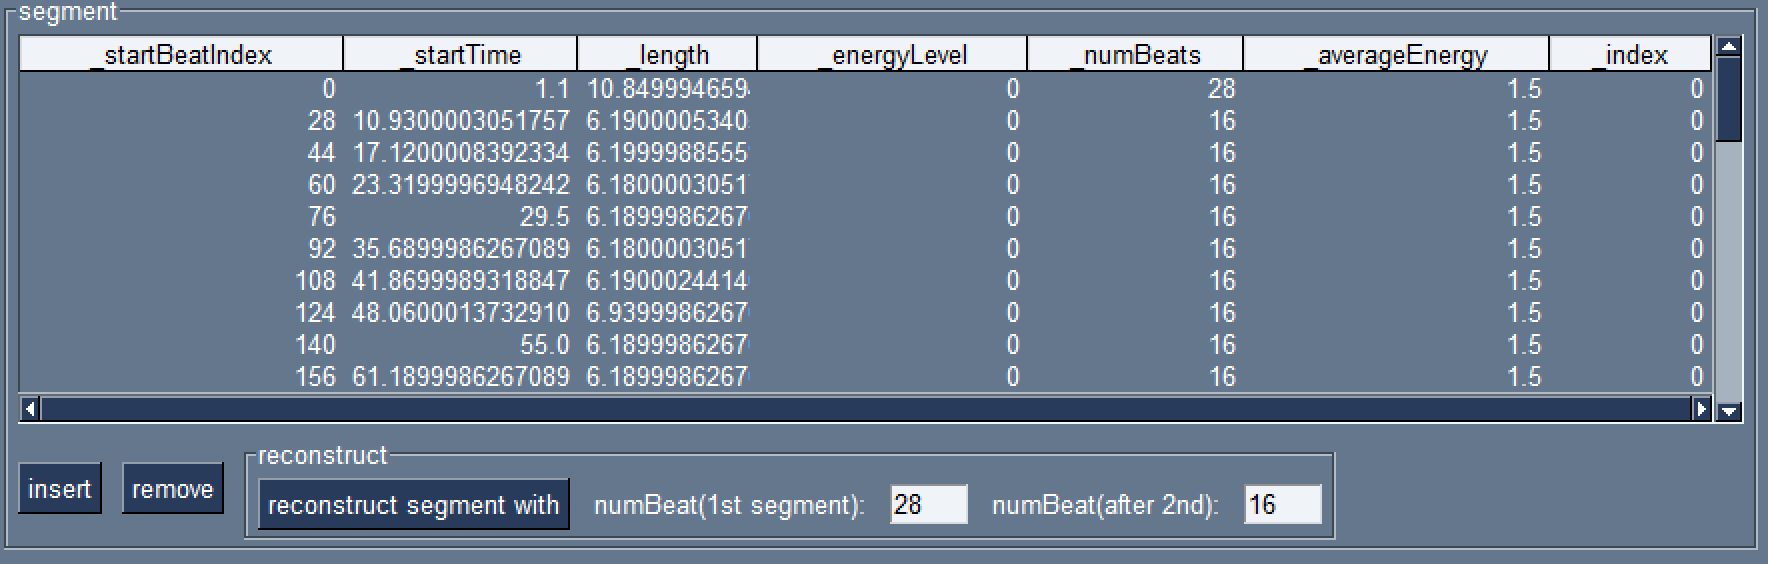 segment
_startBeatIndex _startTime _length _energyLevel _numBeats _averageEnergy _index
0 1.1 10.849994659 0 28 1.5 0
28 10.9300003051757 6.1900005340 0 16 1.5 0
44 17.1200008392334 6.1999988555 0 16 1.5 0
60 23.3199996948242 6.1800003051 0 16 1.5 0
76 29.5 6.1899986267 0 16 1.5 0
92 35.6899986267089 6.1800003051 0 16 1.5 0
108 41.8699989318847 6.1900024414 0 16 1.5 0
124 48.0600013732910 6.9399986267 0 16 1.5 0
140 55.0 6.1899986267 0 16 1.5 0
156 61.1899986267089 6.1899986267 0 16 1.5 0
insert remove
reconstruct
reconstruct segment with numBeat(1st segment): 28 numBeat(after 2nd): 16